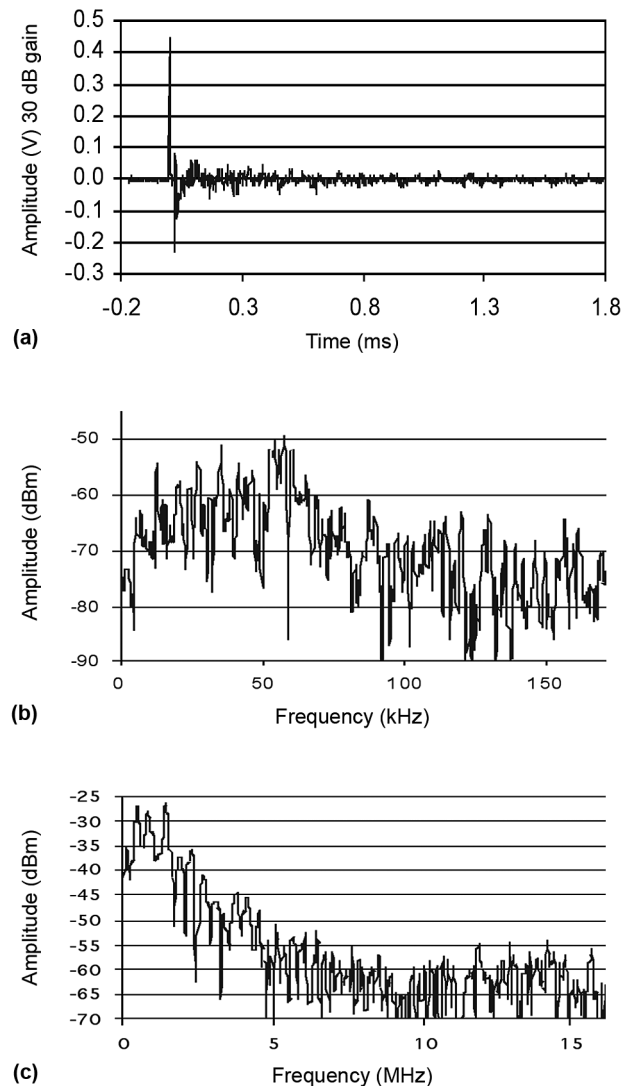 Amplitude (V) 30 dB gain
0.5
0.4
0.3
0.2
0.1
0.0
-0.1
-0.2
-0.3
-0.2 0.3 0.8 1.3 1.8
Time (ms)
(a)
Amplitude (dBm)
-50
-60
-70
-80
-90
0 50 100 150
Frequency (kHz)
(b)
Amplitude (dBm)
-25
-30
-35
-40
-45
-50
-55
-60
-65
-70
0 5 10 15
Frequency (MHz)
(c)